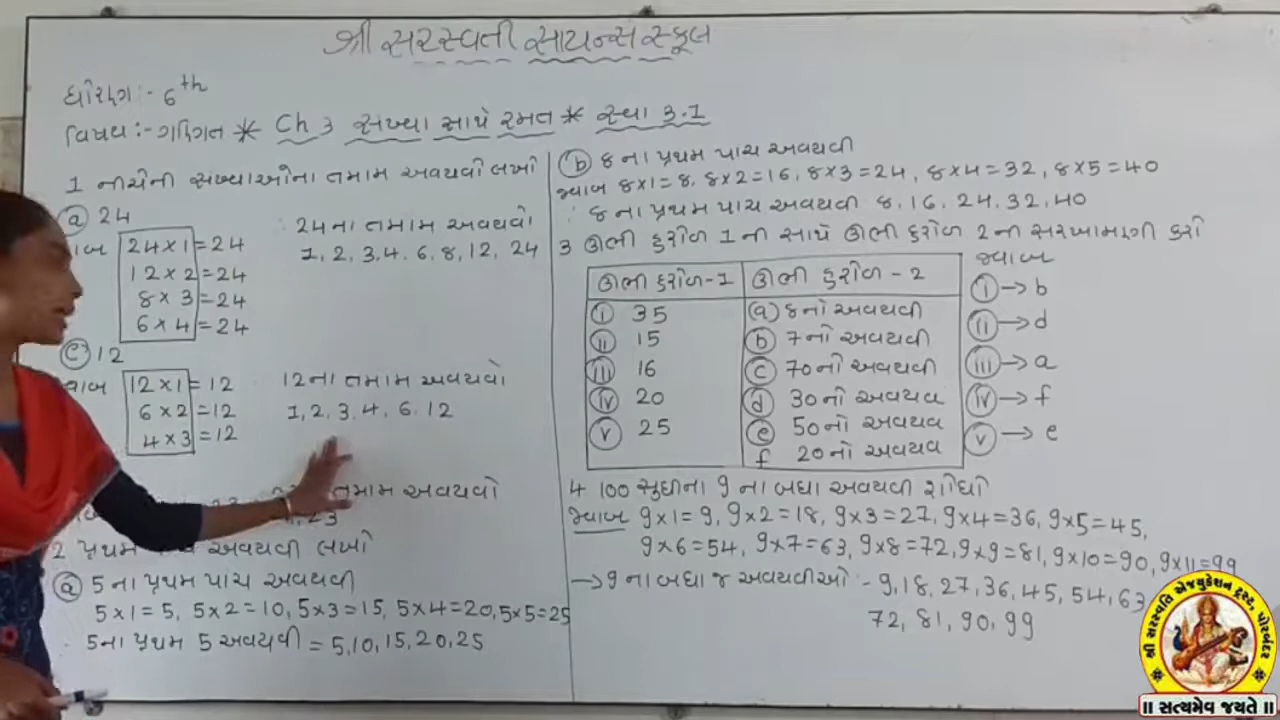 શ્રી સરસ્વતી સાયન્સ સ્કૂલ
ધોરણ:- 6th
વિષય:- ગણિત * Ch 3 સંખ્યા સાથે રમત * સ્વા 3.1
1 નીચેની સંખ્યાઓના તમામ અવયવો લખો
(a) 24
24×1 = 24
12×2 = 24
8×3 = 24
6×4 = 24
24ના તમામ અવયવો
1, 2, 3, 4, 6, 8, 12, 24
(c) 12
12×1 = 12
6×2 = 12
4×3 = 12
12ના તમામ અવયવો
1, 2, 3, 4, 6, 12
તમામ અવયવો
23
2 પ્રથમ અવયવી લખો
(a) 5 ના પ્રથમ પાચ અવયવી
5×1 = 5, 5×2 = 10, 5×3 = 15, 5×4 = 20, 5×5 = 25
5ના પ્રથમ 5 અવયવી = 5, 10, 15, 20, 25
(b) 8 ના પ્રથમ પાચ અવયવી
જવાબ 8×1 = 8, 8×2 = 16, 8×3 = 24, 8×4 = 32, 8×5 = 40
8 ના પ્રથમ પાચ અવયવી 8, 16, 24, 32, 40
3 ઊભી હરોળ 1 ની સાથે ઊભી હરોળ 2 ની સરખામણી કરો
ઊભી હરોળ-1 ઊભી હરોળ - 2
(i) 35 (a) 8નો અવયવી
(ii) 15 (b) 7નો અવયવી
(iii) 16 (c) 70નો અવયવી
(iv) 20 (d) 30નો અવયવ
(v) 25 (e) 50નો અવયવ
f 20નો અવયવ
જવાબ
(i) → b
(ii) → d
(iii) → a
(iv) → f
(v) → e
4 100 સુધીના 9 ના બધા અવયવી શોધો
જવાબ 9×1 = 9, 9×2 = 18, 9×3 = 27, 9×4 = 36, 9×5 = 45,
9×6 = 54, 9×7 = 63, 9×8 = 72, 9×9 = 81, 9×10 = 90, 9×11 = 99
→ 9 ના બધા જ અવયવીઓ :- 9, 18, 27, 36, 45, 54, 63
72, 81, 90, 99
શ્રી સરસ્વતિ એજ્યુકેશન ટ્રસ્ટ, પોરબંદર
॥ સત્યમેવ જયતે ॥